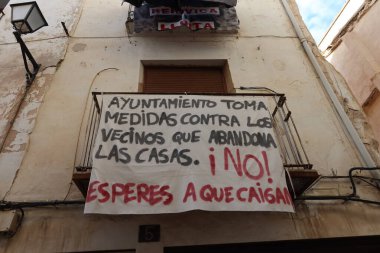 AYUNTAMIENTO TOMA
MEDIDAS CONTRA LOS
VECINOS QUE ABANDONA
LAS CASAS. ¡NO!
ESPERES A QUE CAIGAN